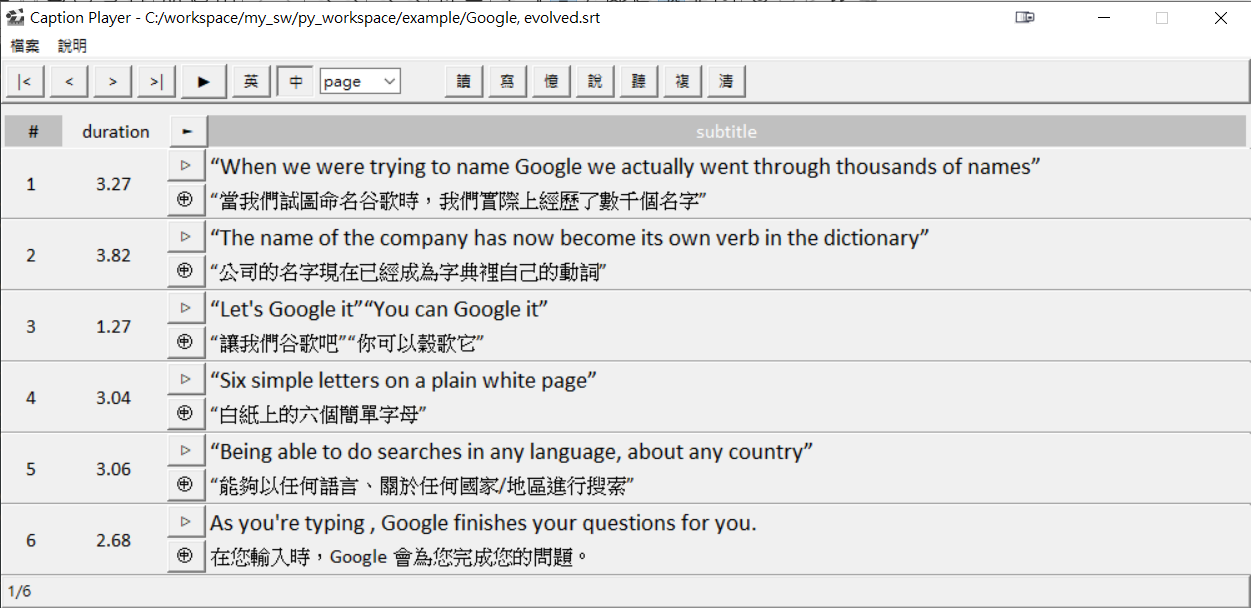 Caption Player - C:/workspace/my_sw/py_workspace/example/Google, evolved.srt
檔案 說明
|< < > >| ▶ 英 中 page 讀 寫 憶 說 聽 複 清
# duration ► subtitle
1 3.27 ▷ “When we were trying to name Google we actually went through thousands of names”
㊥ “當我們試圖命名谷歌時，我們實際上經歷了數千個名字”
2 3.82 ▷ “The name of the company has now become its own verb in the dictionary”
㊥ “公司的名字現在已經成為字典裡自己的動詞”
3 1.27 ▷ “Let's Google it”“You can Google it”
㊥ “讓我們谷歌吧”“你可以穀歌它”
4 3.04 ▷ “Six simple letters on a plain white page”
㊥ “白紙上的六個簡單字母”
5 3.06 ▷ “Being able to do searches in any language, about any country”
㊥ “能夠以任何語言、關於任何國家/地區進行搜索”
6 2.68 ▷ As you're typing , Google finishes your questions for you.
㊥ 在您輸入時，Google 會為您完成您的問題。
1/6